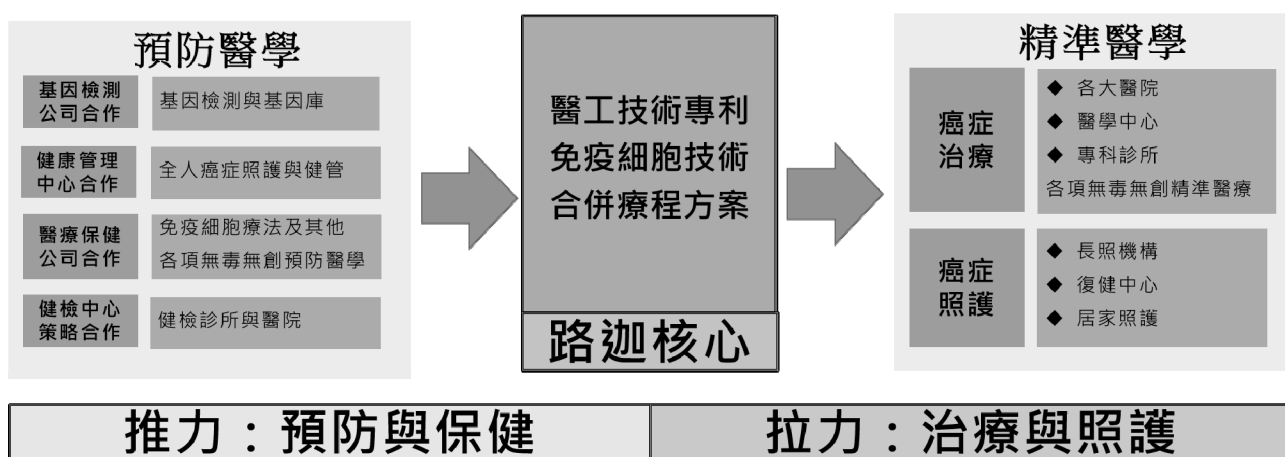 預防醫學
基因檢測
公司合作
基因檢測與基因庫
健康管理
中心合作
全人癌症照護與健管
醫療保健
公司合作
免疫細胞療法及其他
各項無毒無創預防醫學
健檢中心
策略合作
健檢診所與醫院
醫工技術專利
免疫細胞技術
合併療程方案
路迦核心
精準醫學
癌症
治療
◆ 各大醫院
◆ 醫學中心
◆ 專科診所
各項無毒無創精準醫療
癌症
照護
◆ 長照機構
◆ 復健中心
◆ 居家照護
推力：預防與保健
拉力：治療與照護